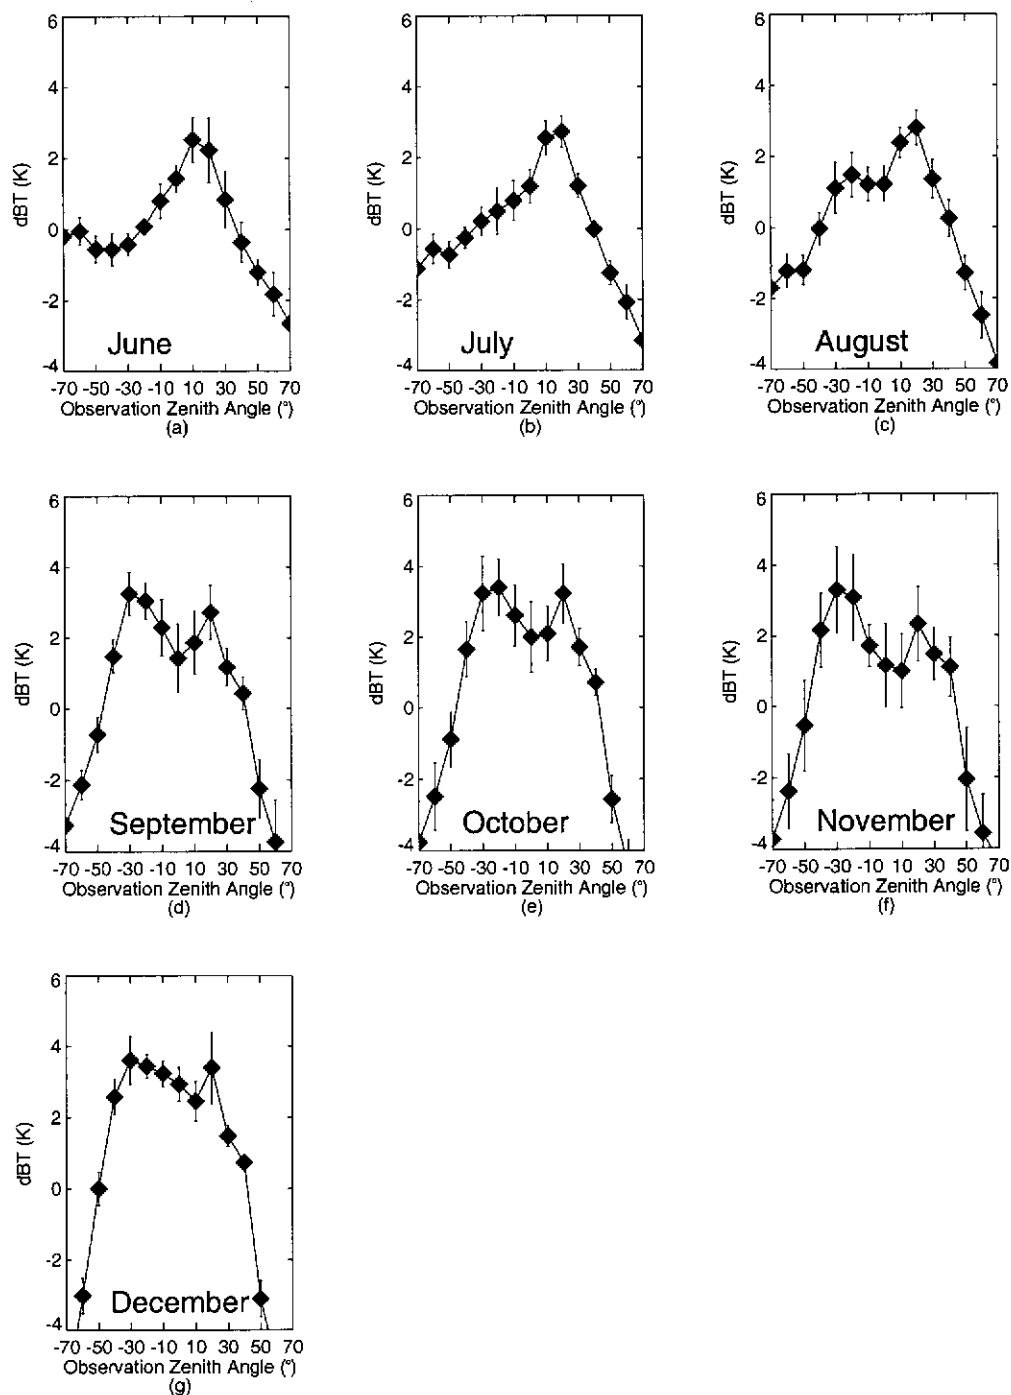 6
4
2
0
-2
-4
dBT (K)
June
-70 -50 -30 -10 10 30 50 70
Observation Zenith Angle (°)
(a)
6
4
2
0
-2
-4
dBT (K)
July
-70 -50 -30 -10 10 30 50 70
Observation Zenith Angle (°)
(b)
6
4
2
0
-2
-4
dBT (K)
August
-70 -50 -30 -10 10 30 50 70
Observation Zenith Angle (°)
(c)
6
4
2
0
-2
-4
dBT (K)
September
-70 -50 -30 -10 10 30 50 70
Observation Zenith Angle (°)
(d)
6
4
2
0
-2
-4
dBT (K)
October
-70 -50 -30 -10 10 30 50 70
Observation Zenith Angle (°)
(e)
6
4
2
0
-2
-4
dBT (K)
November
-70 -50 -30 -10 10 30 50 70
Observation Zenith Angle (°)
(f)
6
4
2
0
-2
-4
dBT (K)
December
-70 -50 -30 -10 10 30 50 70
Observation Zenith Angle (°)
(g)